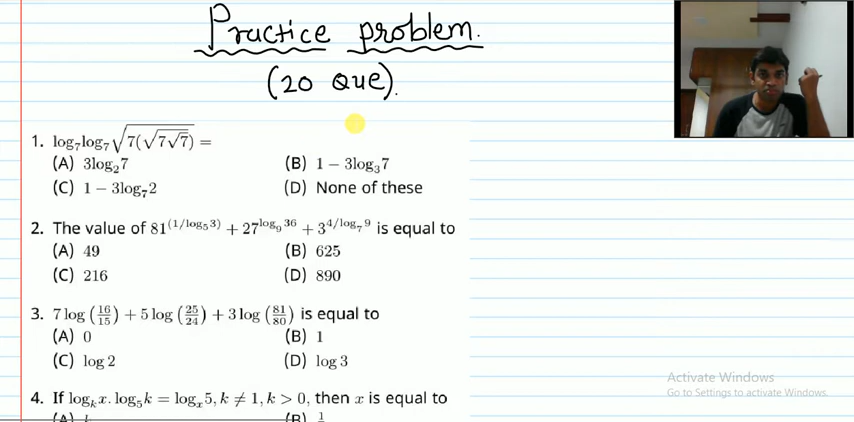 Practice problem.
(20 Que).
1. log₇log₇√(7(√(7√7))) =
(A) 3log₂7 (B) 1 − 3log₃7
(C) 1 − 3log₇2 (D) None of these
2. The value of 81^(1/log₅3) + 27^(log₉36) + 3^(4/log₇9) is equal to
(A) 49 (B) 625
(C) 216 (D) 890
3. 7 log (16/15) + 5 log (25/24) + 3 log (81/80) is equal to
(A) 0 (B) 1
(C) log 2 (D) log 3
4. If logₖx. log₅k = logₓ5, k ≠ 1, k > 0, then x is equal to
(A) (B) 1
Activate Windows
Go to Settings to activate Windows.